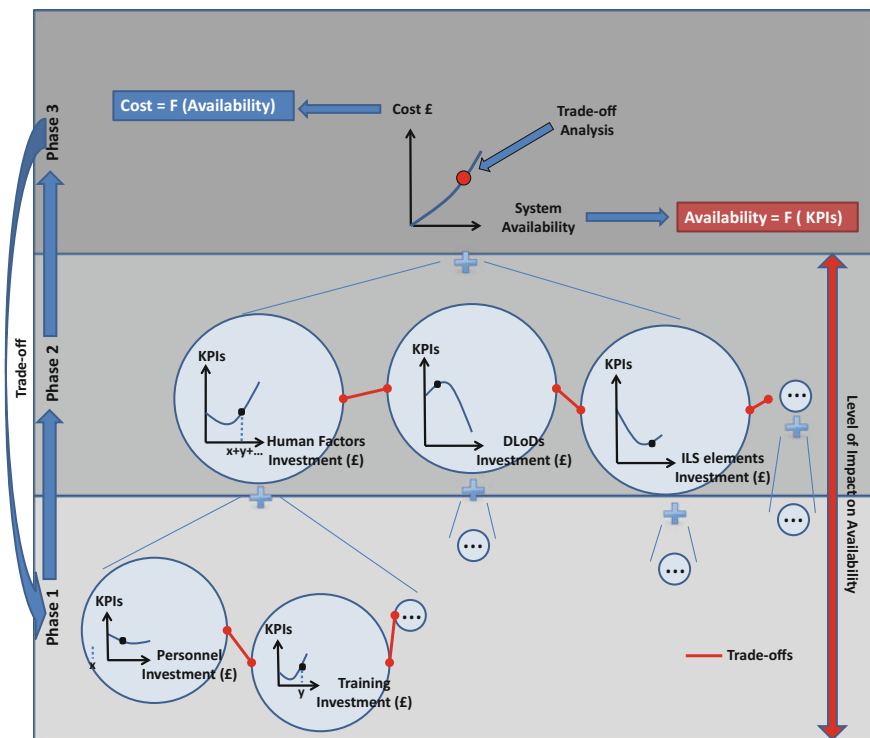 Cost = F (Availability)
Cost £
Trade-off
Analysis
System
Availability
Availability = F ( KPIs)
Phase 3
Phase 2
Phase 1
Trade-off
KPIs
x+y+...
Human Factors
Investment (£)
KPIs
DLoDs
Investment (£)
KPIs
ILS elements
Investment (£)
...
...
...
...
Level of Impact on Availability
KPIs
x
Personnel
Investment (£)
KPIs
y
Training
Investment (£)
...
Trade-offs